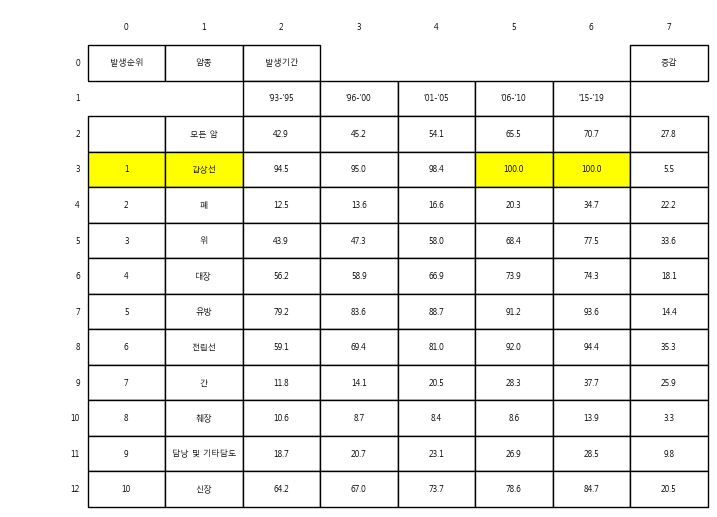 0 1 2 3 4 5 6 7
0 발생순위 암종 발생기간 증감
1 '93-'95 '96-'00 '01-'05 '06-'10 '15-'19
2 모든 암 42.9 45.2 54.1 65.5 70.7 27.8
3 1 갑상선 94.5 95.0 98.4 100.0 100.0 5.5
4 2 폐 12.5 13.6 16.6 20.3 34.7 22.2
5 3 위 43.9 47.3 58.0 68.4 77.5 33.6
6 4 대장 56.2 58.9 66.9 73.9 74.3 18.1
7 5 유방 79.2 83.6 88.7 91.2 93.6 14.4
8 6 전립선 59.1 69.4 81.0 92.0 94.4 35.3
9 7 간 11.8 14.1 20.5 28.3 37.7 25.9
10 8 췌장 10.6 8.7 8.4 8.6 13.9 3.3
11 9 담낭 및 기타담도 18.7 20.7 23.1 26.9 28.5 9.8
12 10 신장 64.2 67.0 73.7 78.6 84.7 20.5